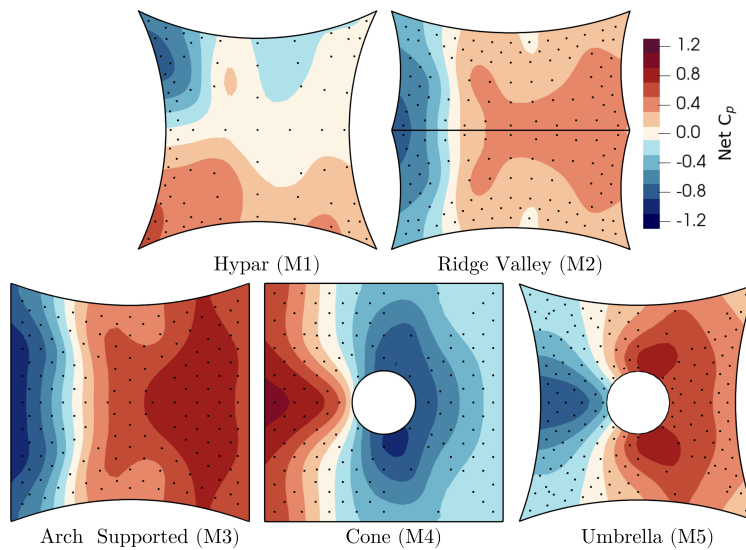 1.2
0.8
0.4
0.0
-0.4
-0.8
-1.2
Net Cp
Hypar (M1)
Ridge Valley (M2)
Arch Supported (M3)
Cone (M4)
Umbrella (M5)